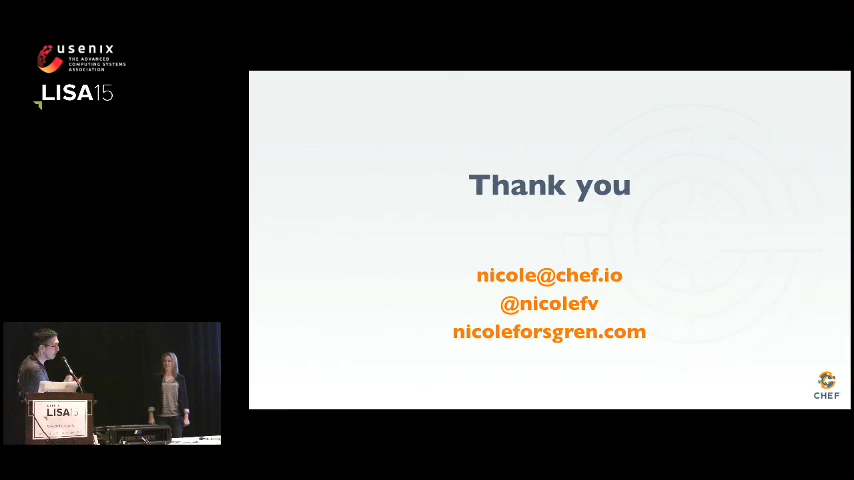 usenix
THE ADVANCED
COMPUTING SYSTEMS
ASSOCIATION
LISA15
Thank you
nicole@chef.io
@nicolefv
nicoleforsgren.com
CHEF
LISA15